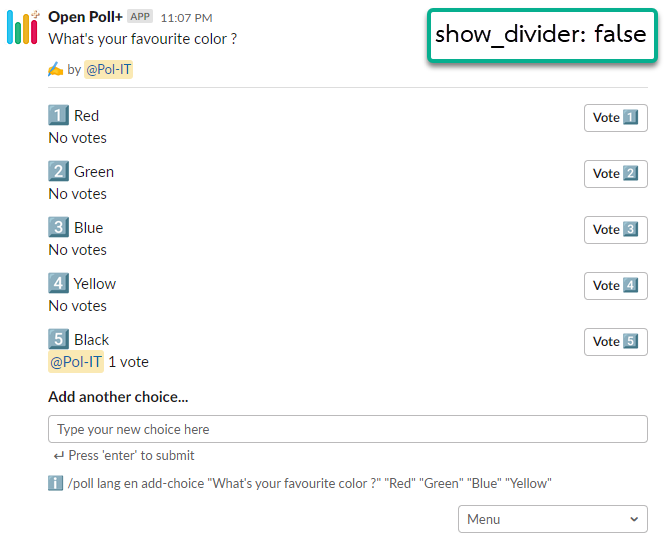 Open Poll+ APP 11:07 PM
show_divider: false
What's your favourite color ?
✍️ by @Pol-IT
1 Red
Vote 1
No votes
2 Green
Vote 2
No votes
3 Blue
Vote 3
No votes
4 Yellow
Vote 4
No votes
5 Black
Vote 5
@Pol-IT 1 vote
Add another choice...
Type your new choice here
↵ Press 'enter' to submit
ℹ️ /poll lang en add-choice "What's your favourite color ?" "Red" "Green" "Blue" "Yellow"
Menu